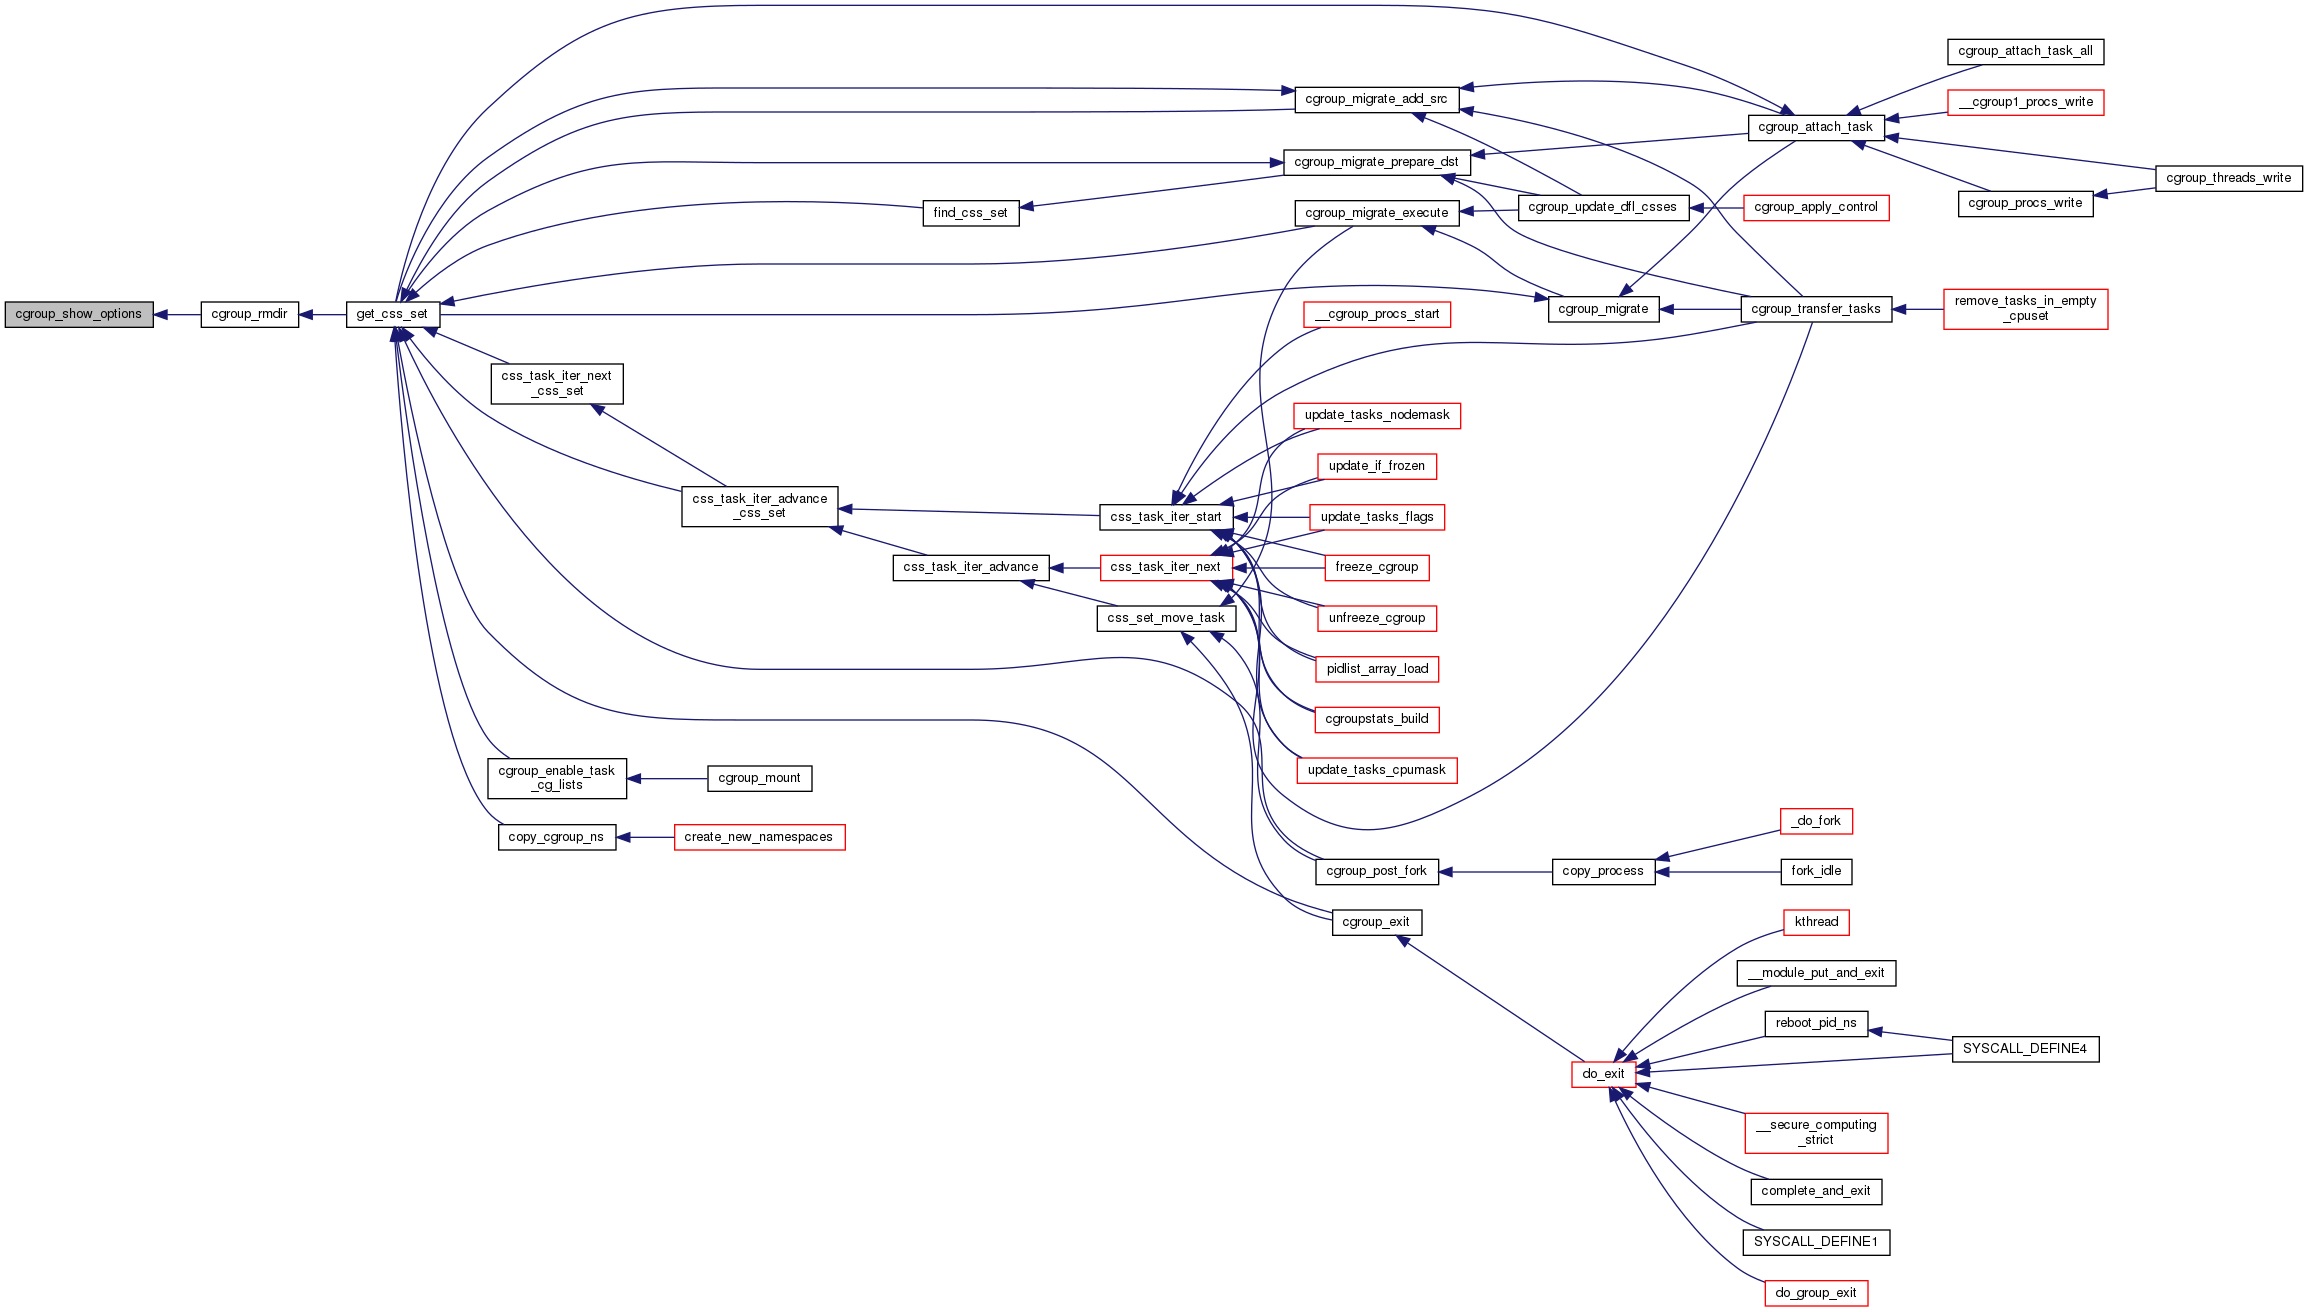 cgroup_show_options
cgroup_rmdir
get_css_set
css_task_iter_next
_css_set
cgroup_enable_task
_cg_lists
copy_cgroup_ns
css_task_iter_advance
_css_set
cgroup_mount
create_new_namespaces
find_css_set
css_task_iter_advance
css_task_iter_start
css_task_iter_next
css_set_move_task
cgroup_migrate_add_src
cgroup_migrate_prepare_dst
cgroup_migrate_execute
__cgroup_procs_start
update_tasks_nodemask
update_if_frozen
update_tasks_flags
freeze_cgroup
unfreeze_cgroup
pidlist_array_load
cgroupstats_build
update_tasks_cpumask
cgroup_post_fork
cgroup_exit
cgroup_update_dfl_csses
cgroup_migrate
copy_process
do_exit
cgroup_attach_task
cgroup_apply_control
cgroup_transfer_tasks
_do_fork
fork_idle
kthread
__module_put_and_exit
reboot_pid_ns
__secure_computing
_strict
complete_and_exit
SYSCALL_DEFINE1
do_group_exit
cgroup_attach_task_all
__cgroup1_procs_write
cgroup_procs_write
remove_tasks_in_empty
_cpuset
SYSCALL_DEFINE4
cgroup_threads_write